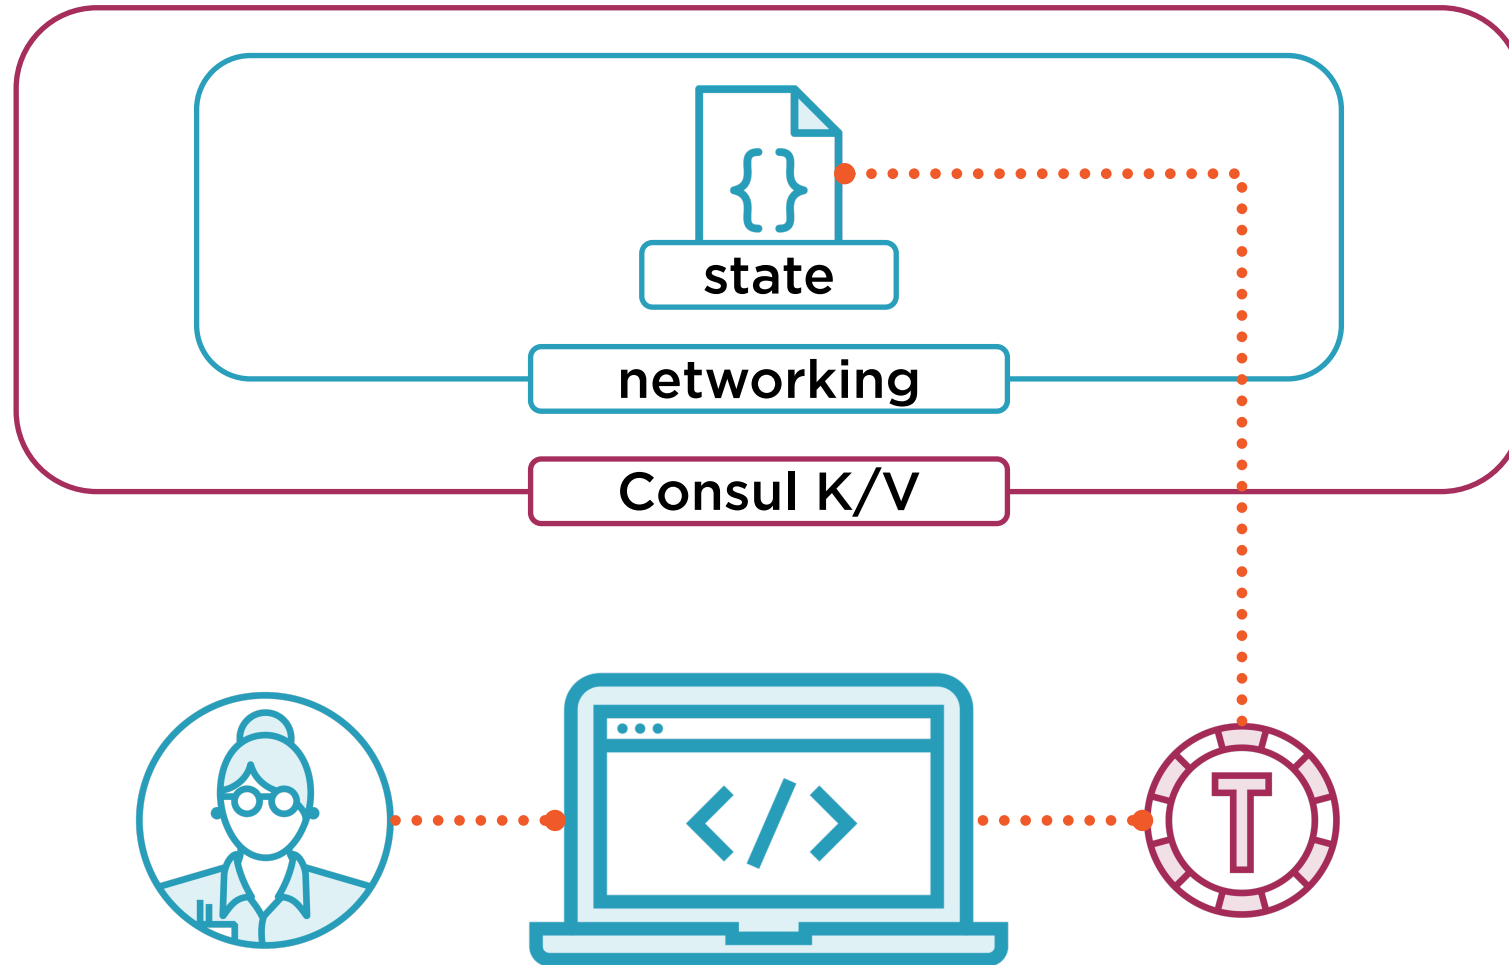 {}
state
networking
Consul K/V
</>
T